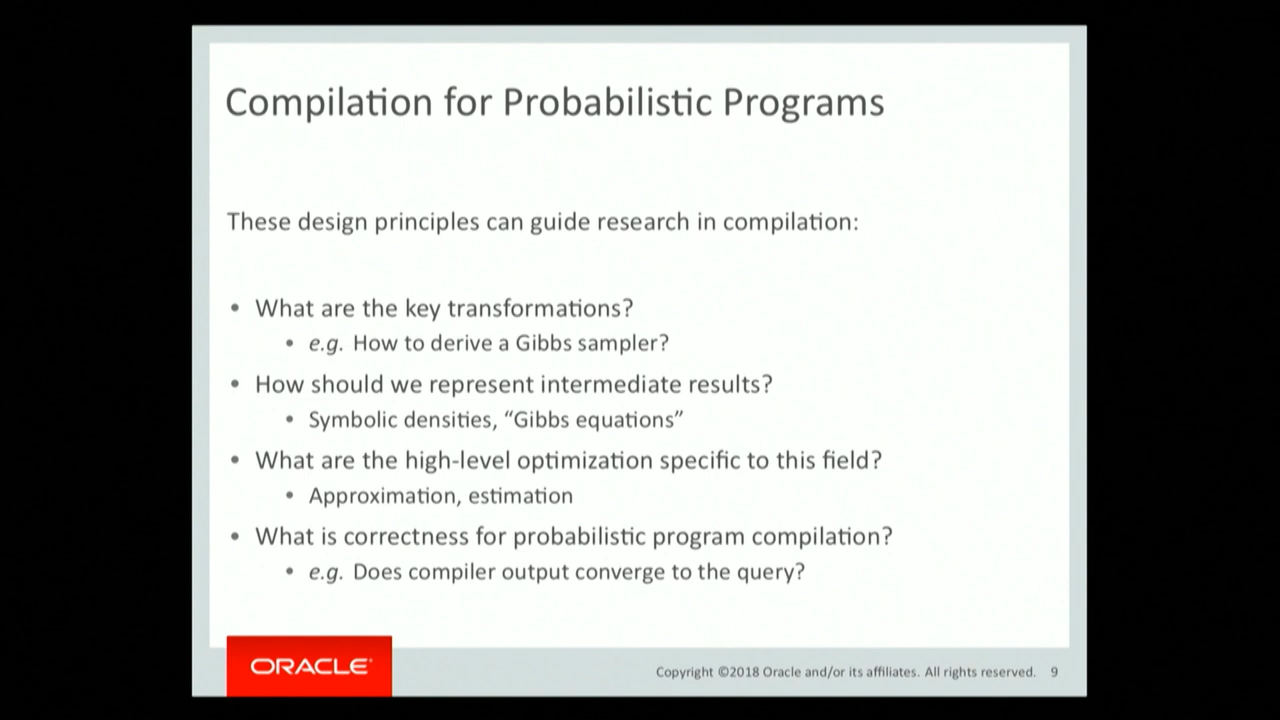 Compilation for Probabilistic Programs
These design principles can guide research in compilation:
• What are the key transformations?
• e.g. How to derive a Gibbs sampler?
• How should we represent intermediate results?
• Symbolic densities, “Gibbs equations”
• What are the high-level optimization specific to this field?
• Approximation, estimation
• What is correctness for probabilistic program compilation?
• e.g. Does compiler output converge to the query?
ORACLE
Copyright ©2018 Oracle and/or its affiliates. All rights reserved. 9